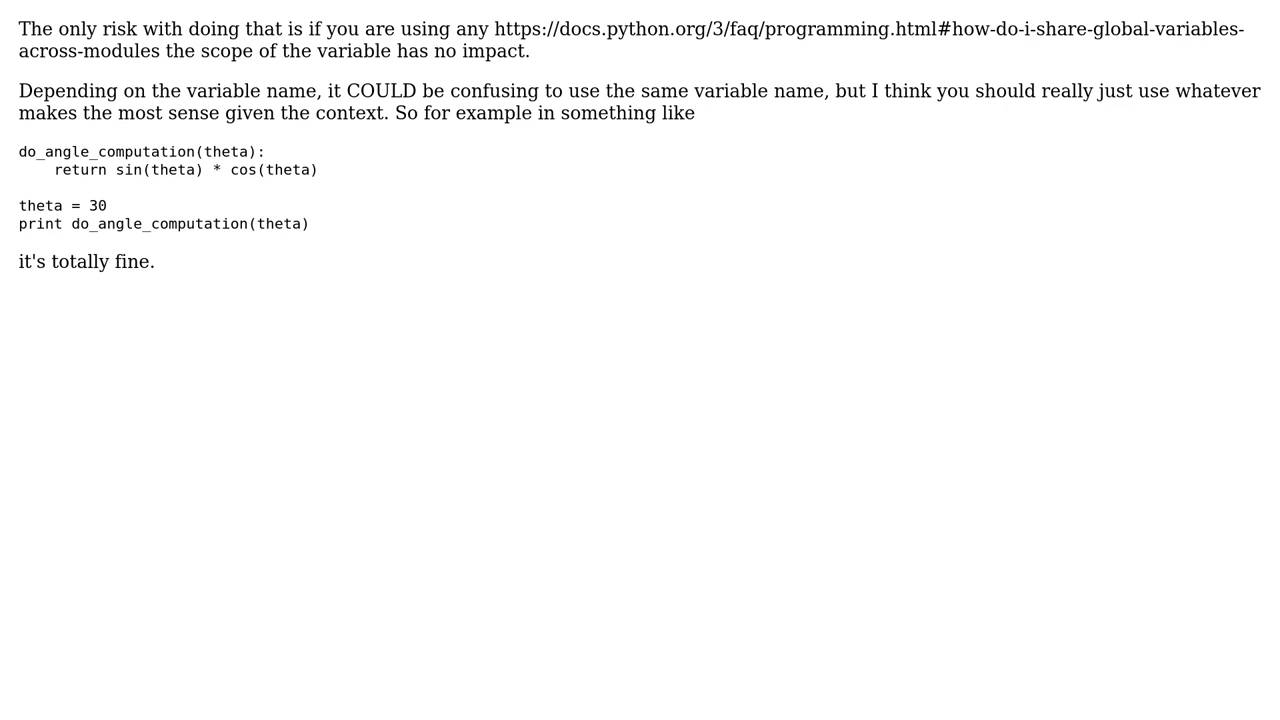 The only risk with doing that is if you are using any https://docs.python.org/3/faq/programming.html#how-do-i-share-global-variables-
across-modules the scope of the variable has no impact.
Depending on the variable name, it COULD be confusing to use the same variable name, but I think you should really just use whatever
makes the most sense given the context. So for example in something like
do_angle_computation(theta):
    return sin(theta) * cos(theta)
theta = 30
print do_angle_computation(theta)
it's totally fine.